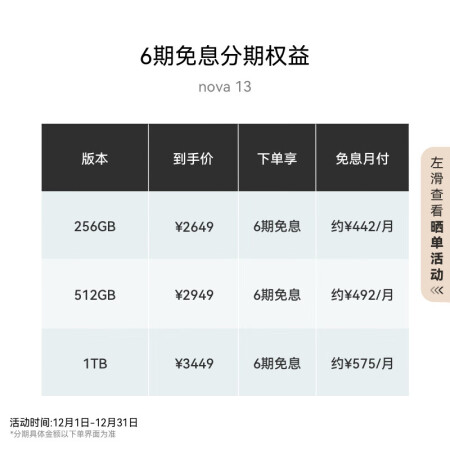 6期免息分期权益
nova 13
版本 到手价 下单享 免息月付
256GB ¥2649 6期免息 约¥442/月
512GB ¥2949 6期免息 约¥492/月
1TB ¥3449 6期免息 约¥575/月
左滑查看晒单活动
活动时间:12月1日-12月31日
*分期具体金额以下单界面为准